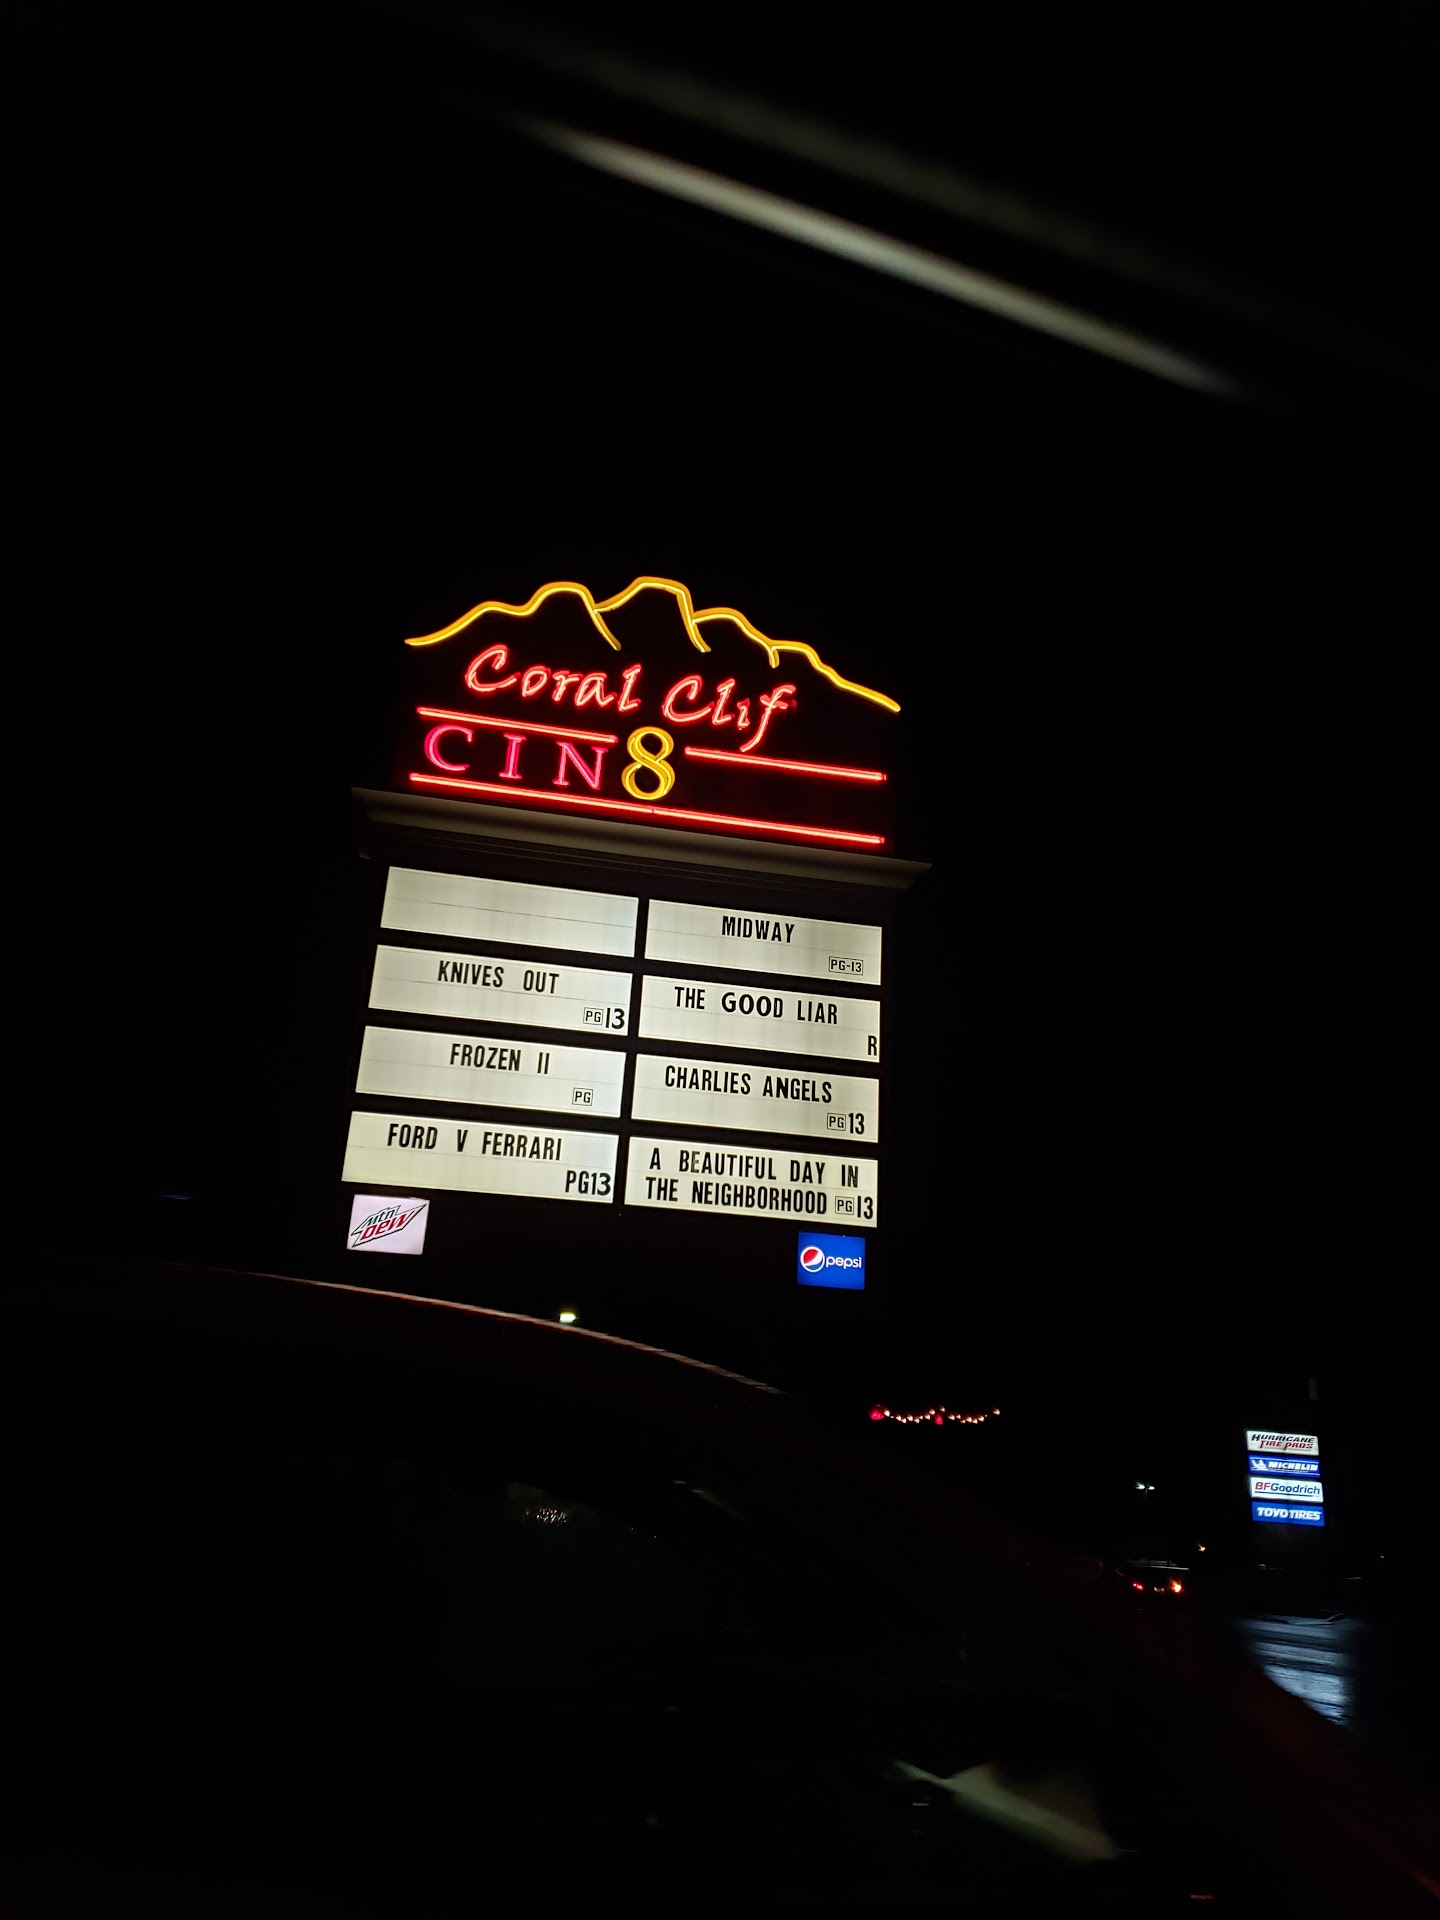 Coral Clif
CIN8
MIDWAY
PG-13
KNIVES OUT
PG13
THE GOOD LIAR
R
FROZEN II
PG
CHARLIES ANGELS
PG13
FORD V FERRARI
PG13
A BEAUTIFUL DAY IN
THE NEIGHBORHOOD PG13
Mtn
DEW
pepsi
HURRICANE
TIRE PROS
MICHELIN
BFGoodrich
TOYO TIRES